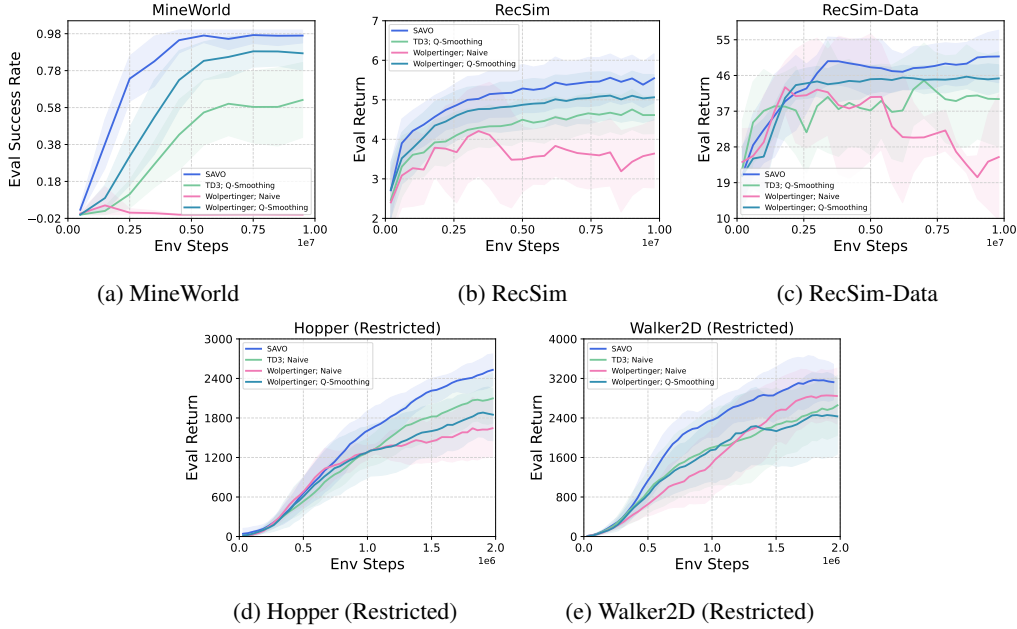 MineWorld
Eval Success Rate
0.98
0.78
0.58
0.38
0.18
−0.02
0.00
0.25
0.50
0.75
1.00
1e7
Env Steps
SAVO
TD3; Q-Smoothing
Wolpertinger; Naive
Wolpertinger; Q-Smoothing
RecSim
Eval Return
7
6
5
4
3
2
0.00
0.25
0.50
0.75
1.00
1e7
Env Steps
SAVO
TD3; Q-Smoothing
Wolpertinger; Naive
Wolpertinger; Q-Smoothing
RecSim-Data
Eval Return
55
46
37
28
19
10
0.00
0.25
0.50
0.75
1.00
1e7
Env Steps
SAVO
TD3; Q-Smoothing
Wolpertinger; Naive
Wolpertinger; Q-Smoothing
(a) MineWorld
(b) RecSim
(c) RecSim-Data
Hopper (Restricted)
Eval Return
3000
2400
1800
1200
600
0
0.0
0.5
1.0
1.5
2.0
1e6
Env Steps
SAVO
TD3; Naive
Wolpertinger; Naive
Wolpertinger; Q-Smoothing
Walker2D (Restricted)
Eval Return
4000
3200
2400
1600
800
0
0.0
0.5
1.0
1.5
2.0
1e6
Env Steps
SAVO
TD3; Naive
Wolpertinger; Naive
Wolpertinger; Q-Smoothing
(d) Hopper (Restricted)
(e) Walker2D (Restricted)